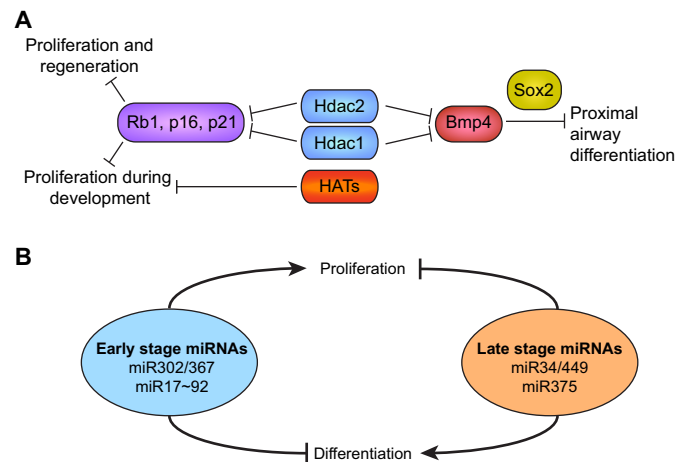 A
Proliferation and
regeneration
Rb1, p16, p21
Proliferation during
development
Hdac2
Hdac1
HATs
Bmp4
Sox2
Proximal
airway
differentiation
B
Proliferation
Early stage miRNAs
miR302/367
miR17~92
Late stage miRNAs
miR34/449
miR375
Differentiation